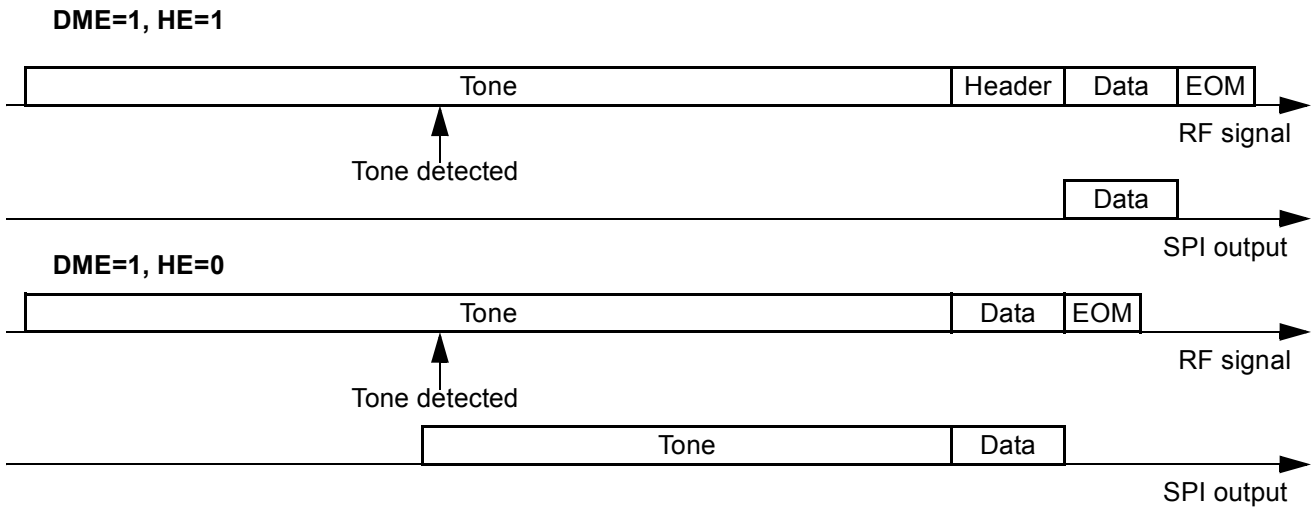 DME=1, HE=1
Tone Header Data EOM
RF signal
Tone detected
Data
SPI output
DME=1, HE=0
Tone Data EOM
RF signal
Tone detected
Tone Data
SPI output